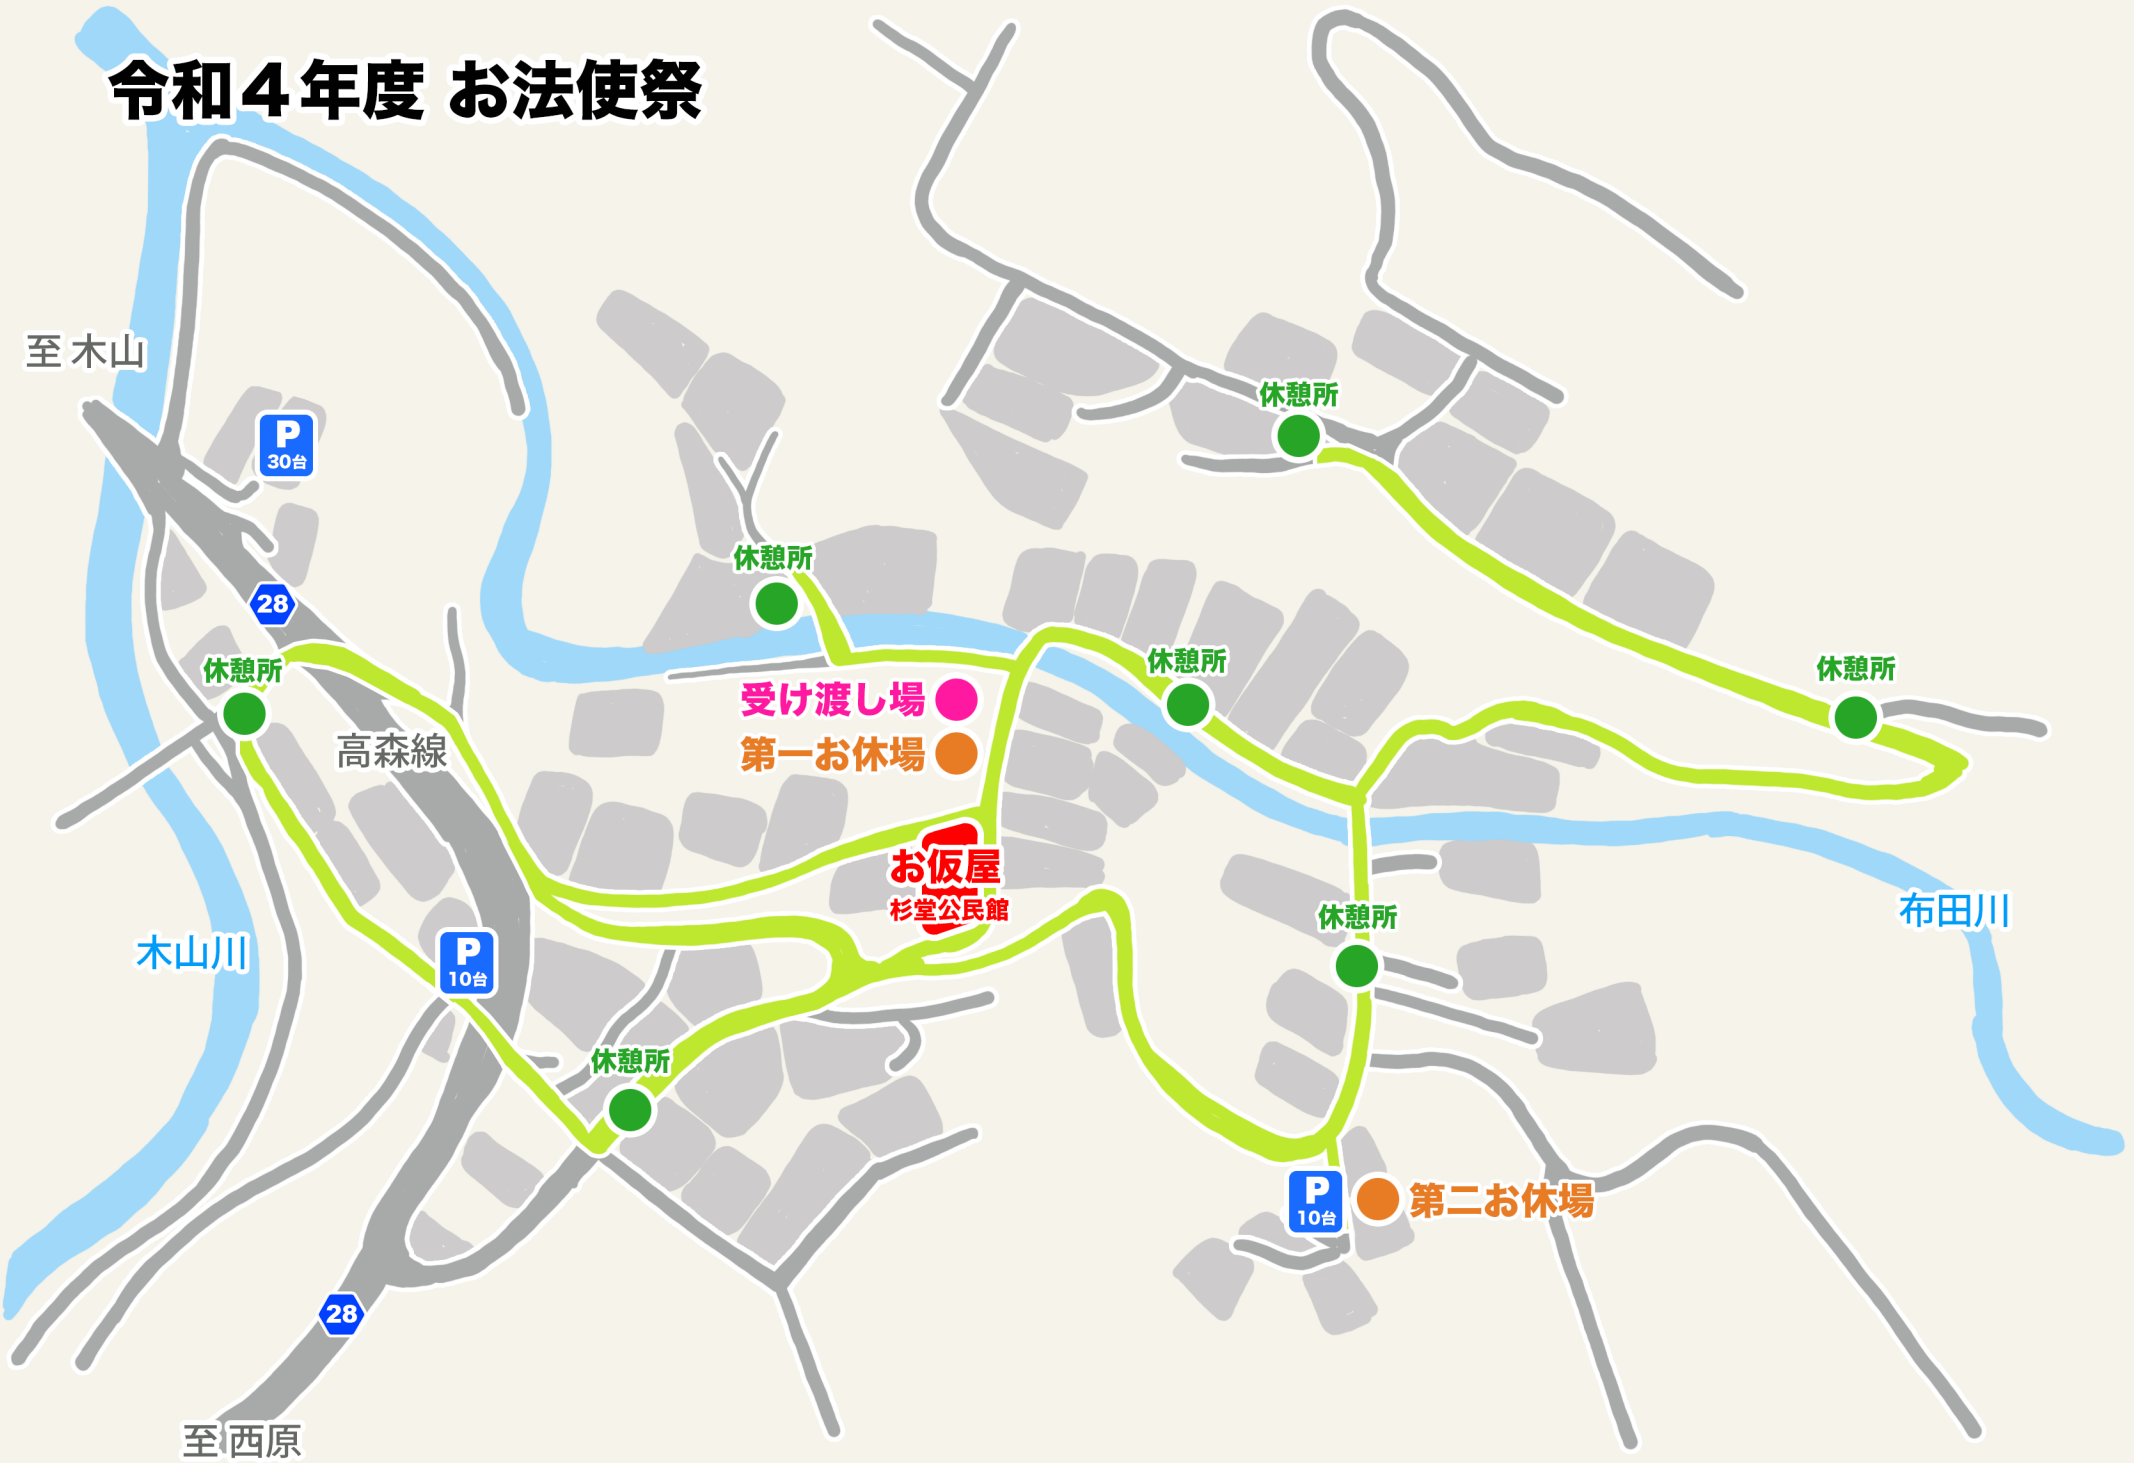 令和4年度 お法使祭
至 木山
休憩所
P
30台
休憩所
28
休憩所
休憩所
休憩所
受け渡し場
高森線
第一お休場
お仮屋
杉堂公民館
休憩所
布田川
木山川
P
10台
休憩所
P
10台
第二お休場
28
至 西原